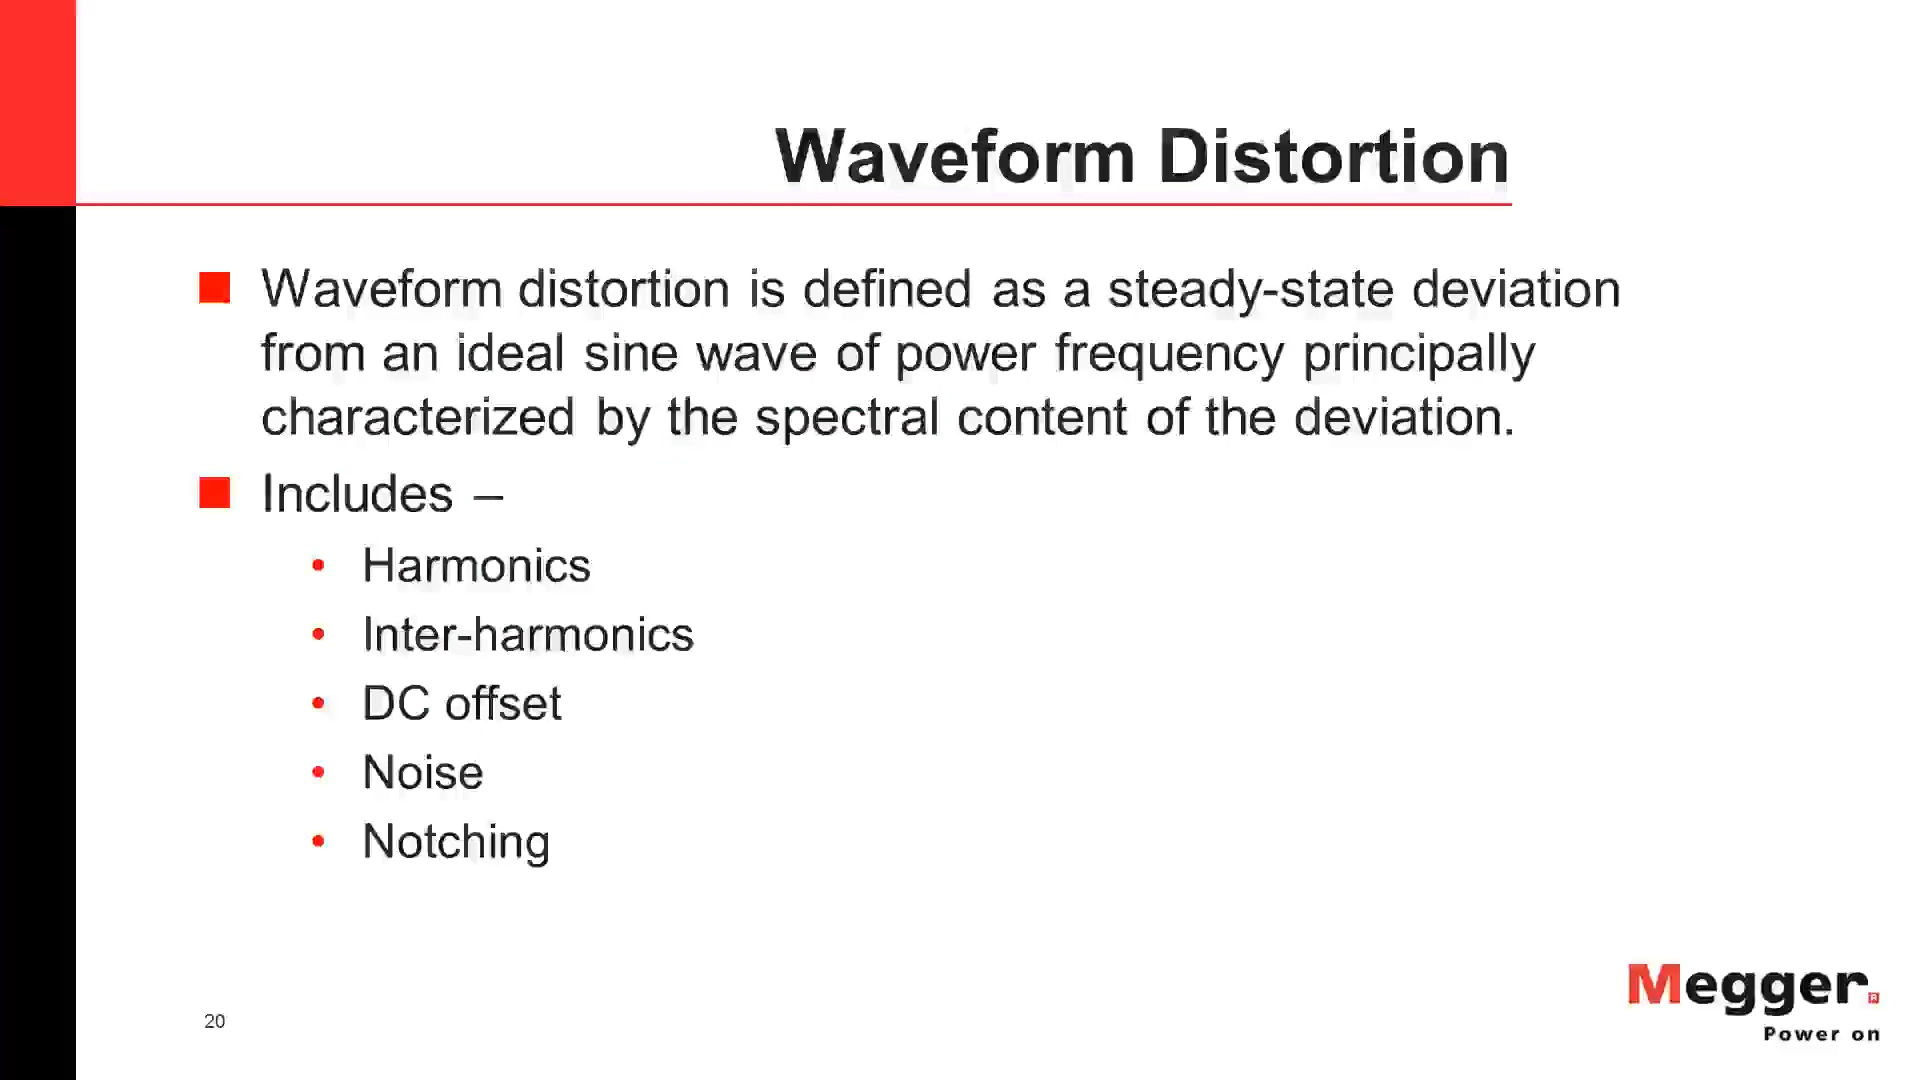 Waveform Distortion
Waveform distortion is defined as a steady-state deviation
from an ideal sine wave of power frequency principally
characterized by the spectral content of the deviation.
Includes –
• Harmonics
• Inter-harmonics
• DC offset
• Noise
• Notching
20
Megger®
Power on